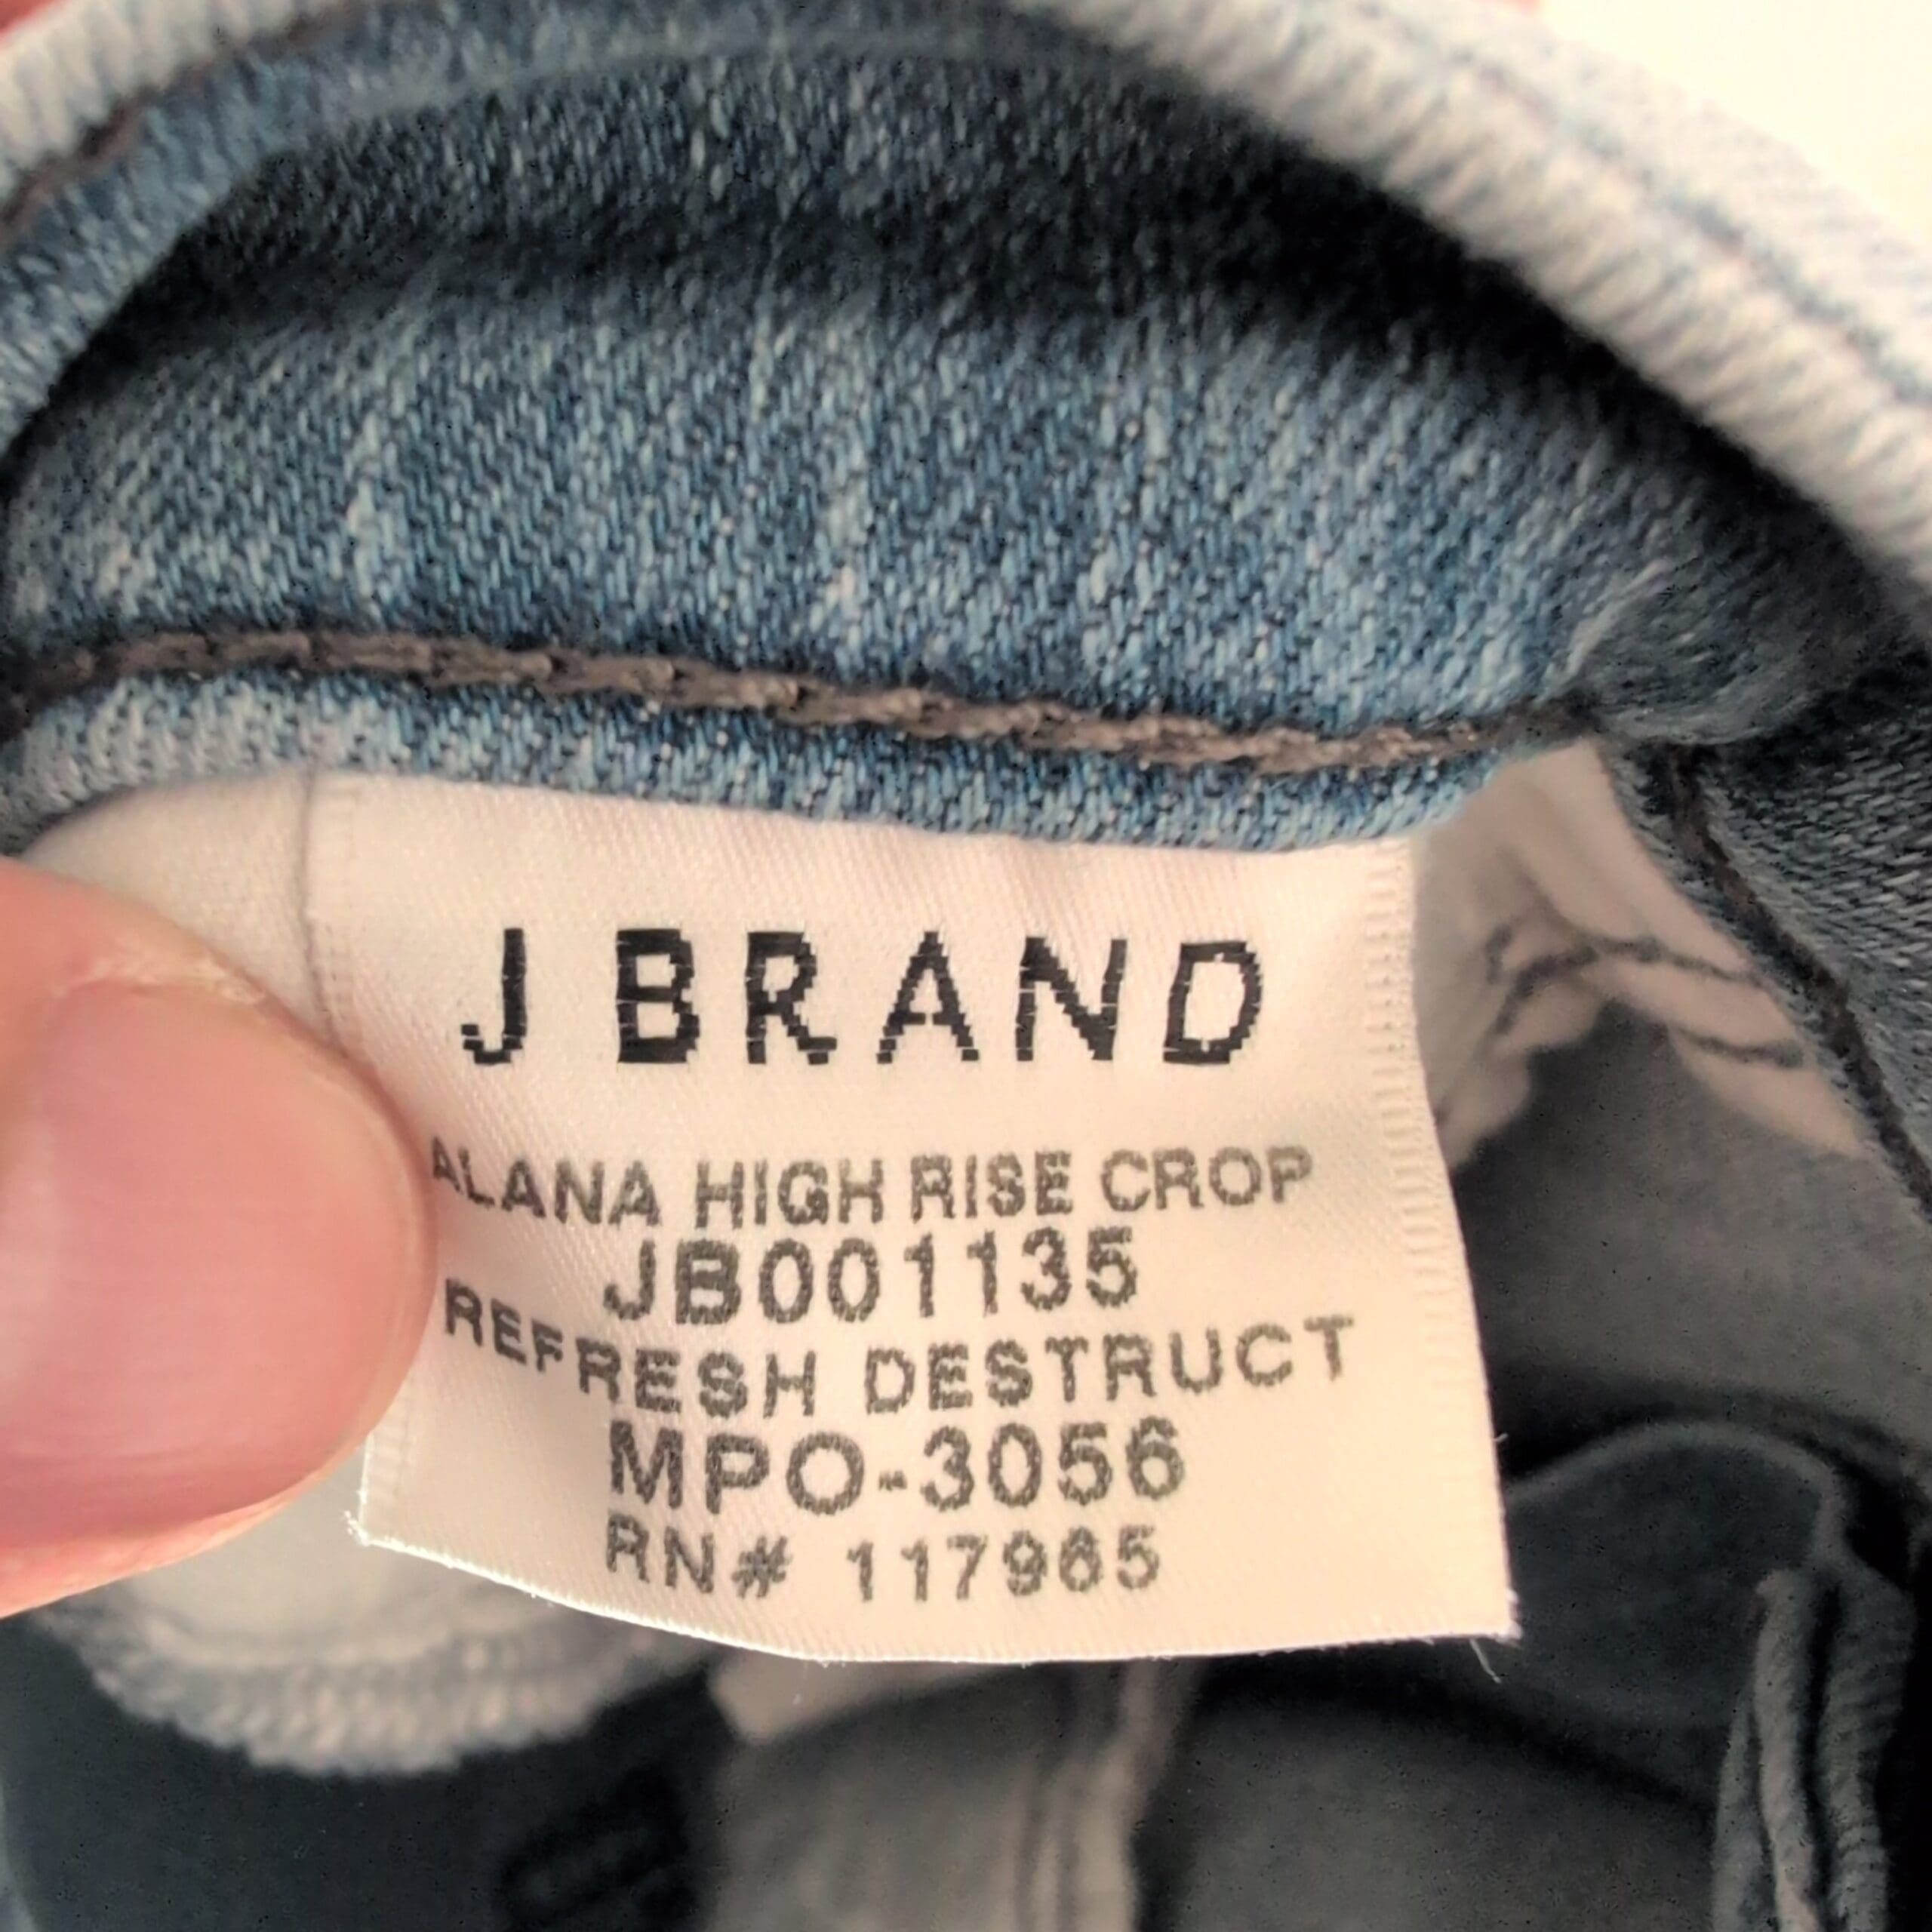 J BRAND
ALANA HIGH RISE CROP
JB001135
REFRESH DESTRUCT
MPO-3056
RN# 117965